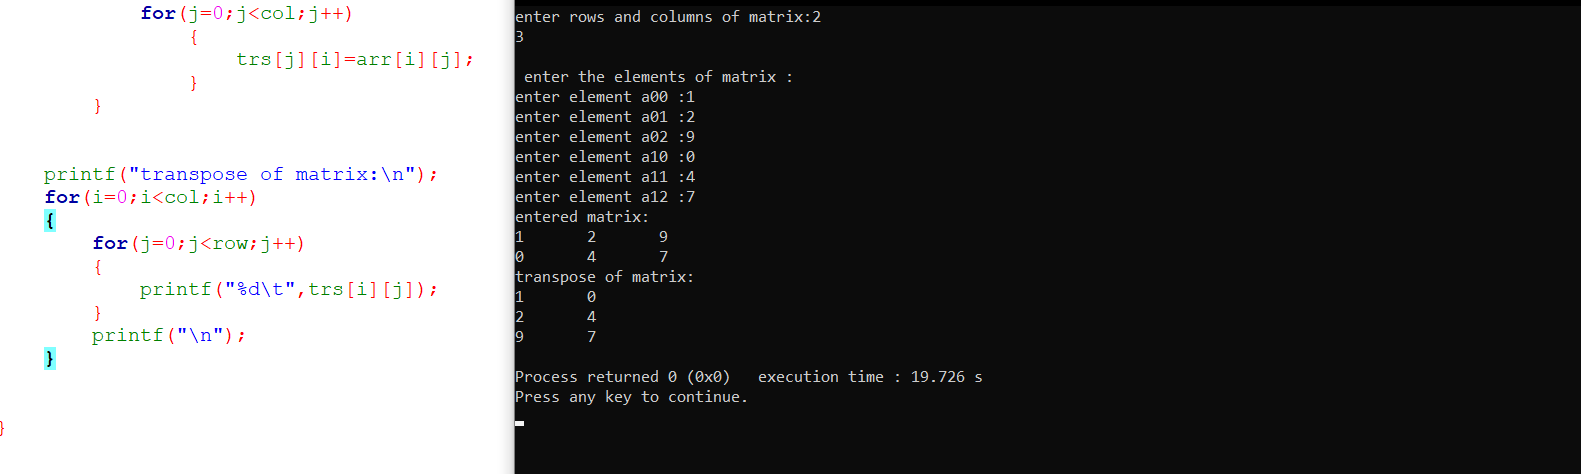 for(j=0;j<col;j++)
{
trs[j][i]=arr[i][j];
}
}
printf("transpose of matrix:\n");
for(i=0;i<col;i++)
{
for(j=0;j<row;j++)
{
printf("%d\t",trs[i][j]);
}
printf("\n");
}
}
enter rows and columns of matrix:2
3
enter the elements of matrix :
enter element a00 :1
enter element a01 :2
enter element a02 :9
enter element a10 :0
enter element a11 :4
enter element a12 :7
entered matrix:
1 2 9
0 4 7
transpose of matrix:
1 0
2 4
9 7
Process returned 0 (0x0) execution time : 19.726 s
Press any key to continue.